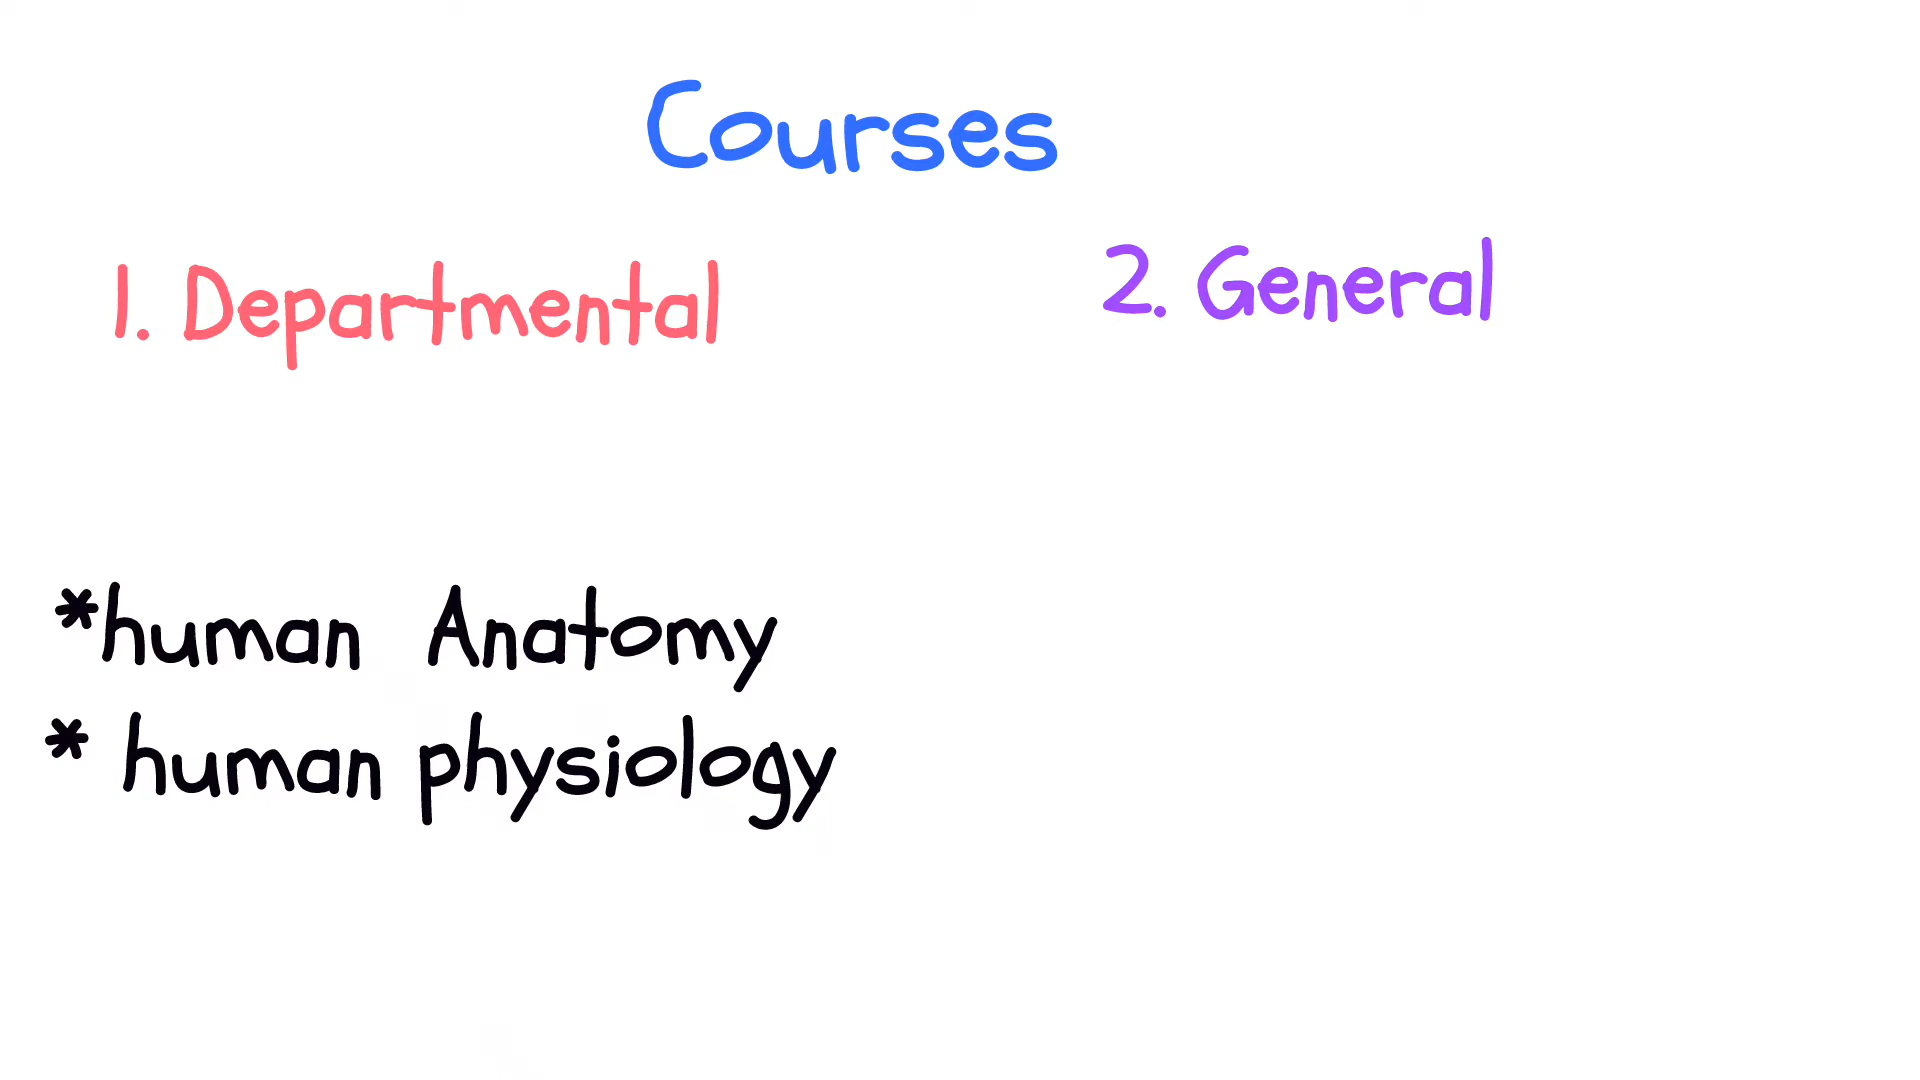 Courses
1. Departmental
2. General
*human Anatomy
* human physiology